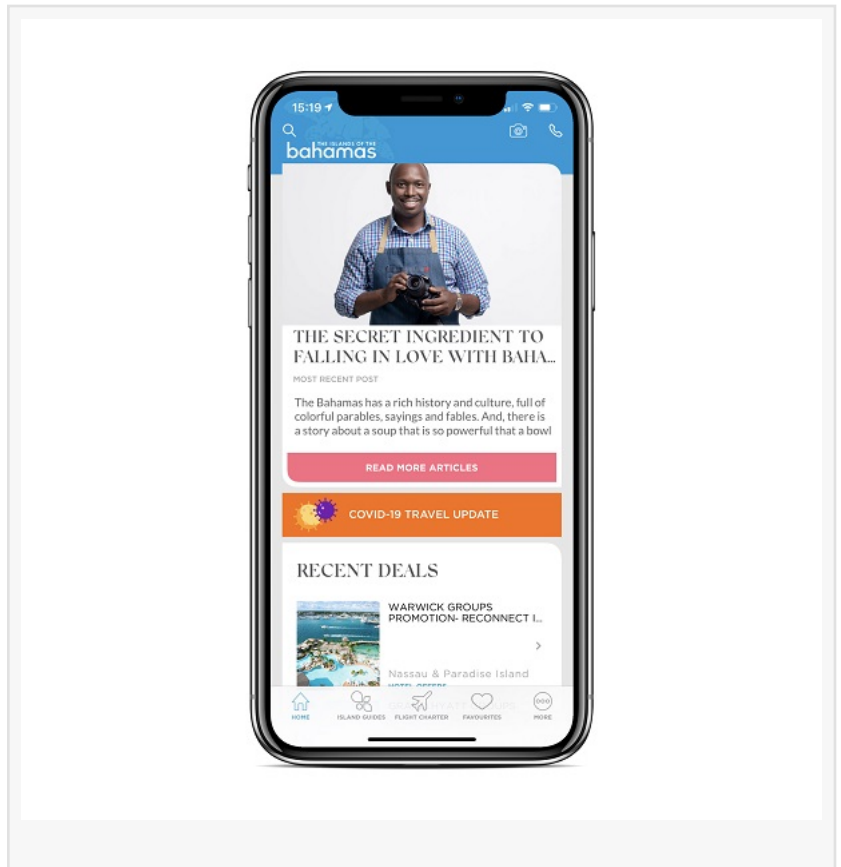 15:19
THE ISLANDS OF THE
bahamas
THE SECRET INGREDIENT TO
FALLING IN LOVE WITH BAHA...
MOST RECENT POST
The Bahamas has a rich history and culture, full of
colorful parables, sayings and fables. And, there is
a story about a soup that is so powerful that a bowl
READ MORE ARTICLES
COVID-19 TRAVEL UPDATE
RECENT DEALS
WARWICK GROUPS
PROMOTION- RECONNECT I...
Nassau & Paradise Island
HOTEL OFFERS
HOME
ISLAND GUIDES
FLIGHT CHARTER
FAVOURITES
MORE